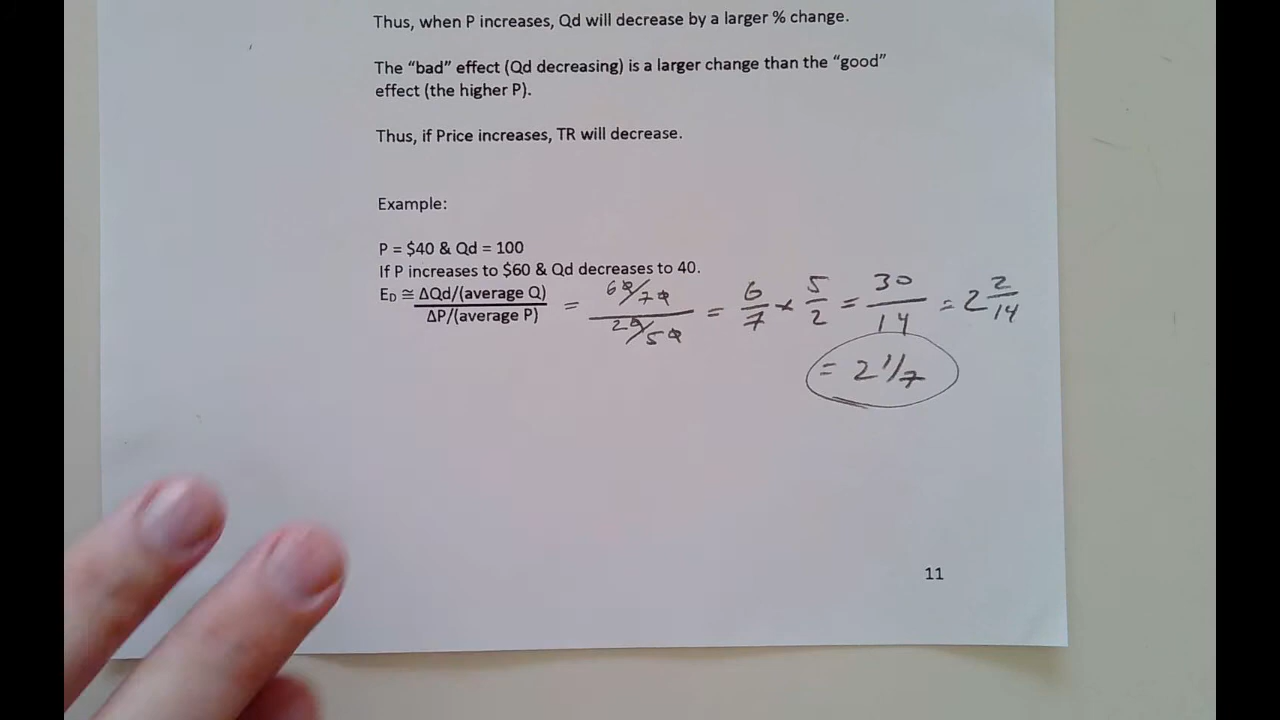 Thus, when P increases, Qd will decrease by a larger % change.
The “bad” effect (Qd decreasing) is a larger change than the “good”
effect (the higher P).
Thus, if Price increases, TR will decrease.
Example:
P = $40 & Qd = 100
If P increases to $60 & Qd decreases to 40.
ED ≅ ΔQd/(average Q) = 60/70 = 6/7 × 5/2 = 30/14 = 2 2/14
ΔP/(average P) 20/50
= 2 1/7
11